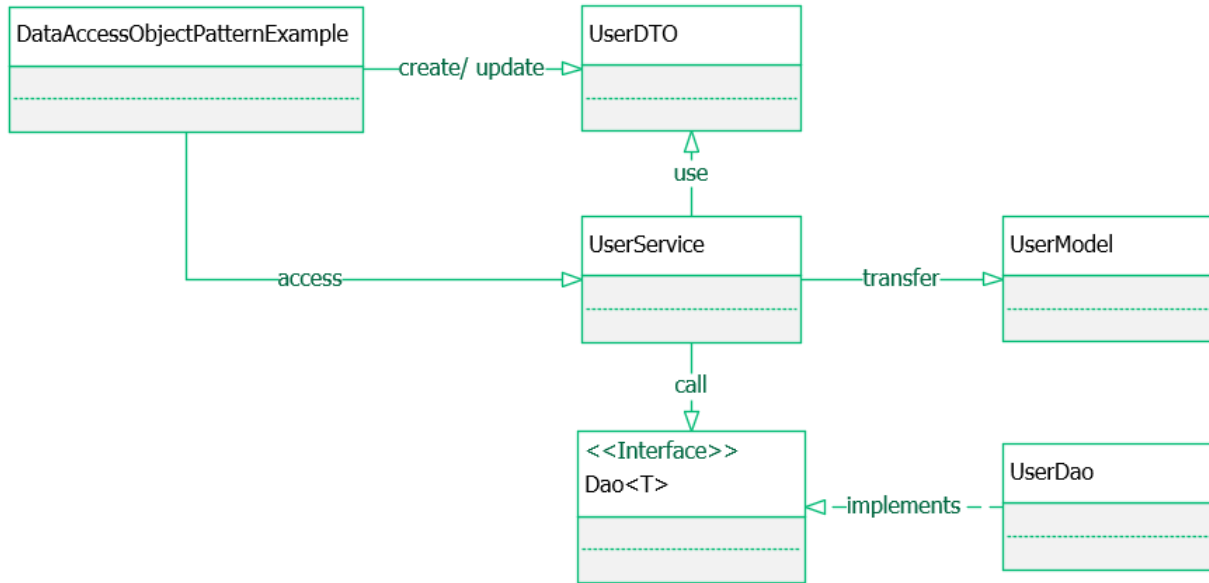 DataAccessObjectPatternExample
UserDTO
create/ update
use
UserService
UserModel
access
transfer
call
<<Interface>>
Dao<T>
UserDao
implements